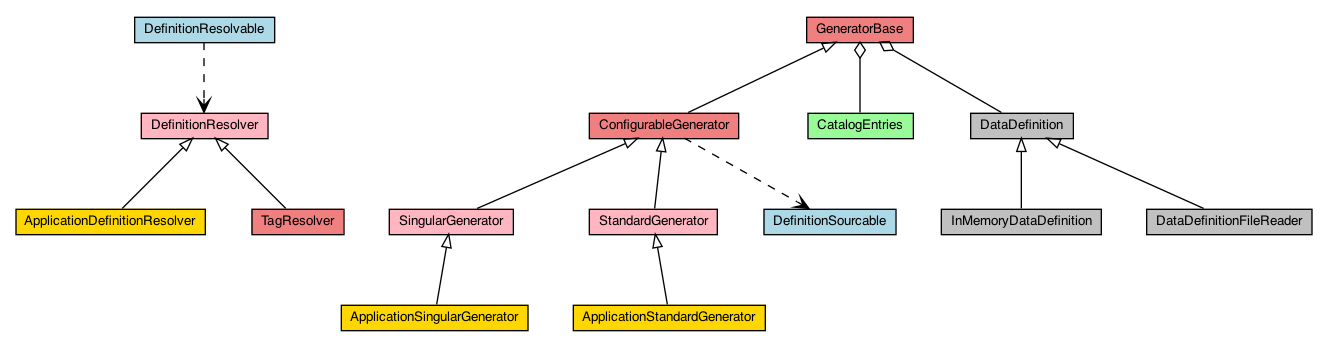 DefinitionResolvable
GeneratorBase
DefinitionResolver
ConfigurableGenerator
CatalogEntries
DataDefinition
ApplicationDefinitionResolver
TagResolver
SingularGenerator
StandardGenerator
DefinitionSourcable
InMemoryDataDefinition
DataDefinitionFileReader
ApplicationSingularGenerator
ApplicationStandardGenerator